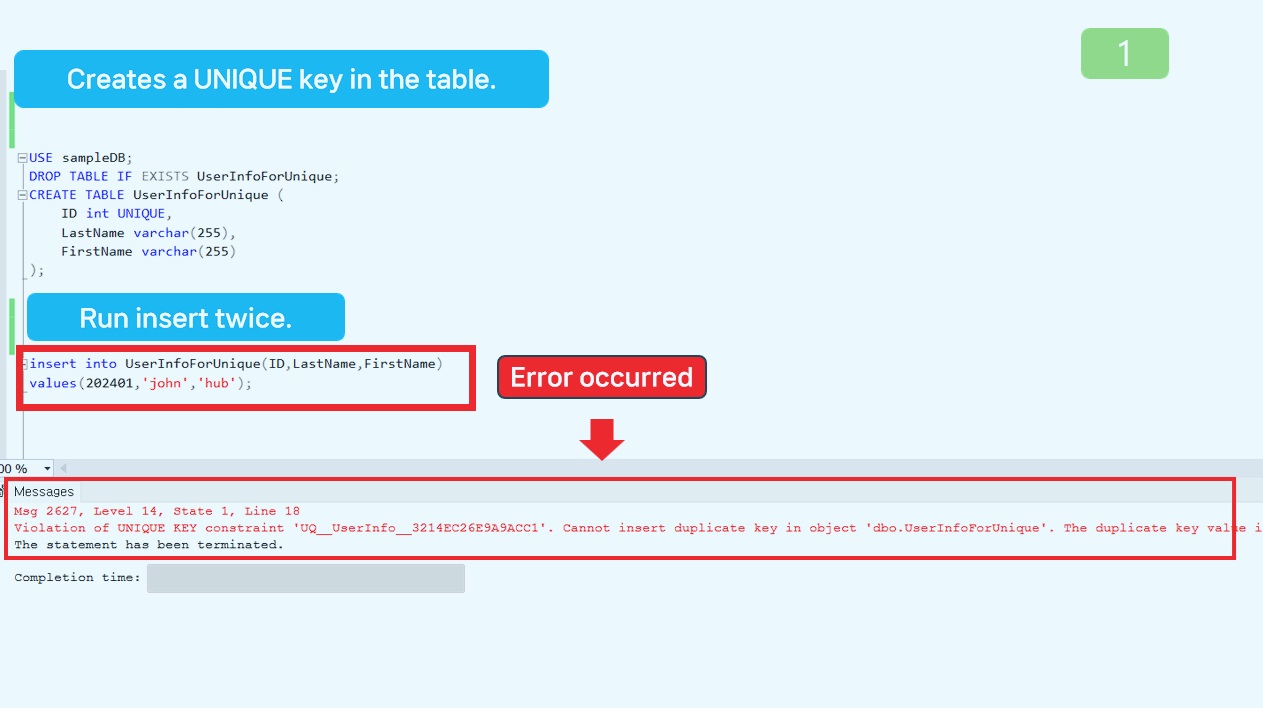 1
Creates a UNIQUE key in the table.
USE sampleDB;
DROP TABLE IF EXISTS UserInfoForUnique;
CREATE TABLE UserInfoForUnique (
ID int UNIQUE,
LastName varchar(255),
FirstName varchar(255)
);
Run insert twice.
insert into UserInfoForUnique(ID,LastName,FirstName)
values(202401,'john','hub');
Error occurred
00 %
Messages
Msg 2627, Level 14, State 1, Line 18
Violation of UNIQUE KEY constraint 'UQ__UserInfo__3214EC26E9A9ACC1'. Cannot insert duplicate key in object 'dbo.UserInfoForUnique'. The duplicate key value i
The statement has been terminated.
Completion time: